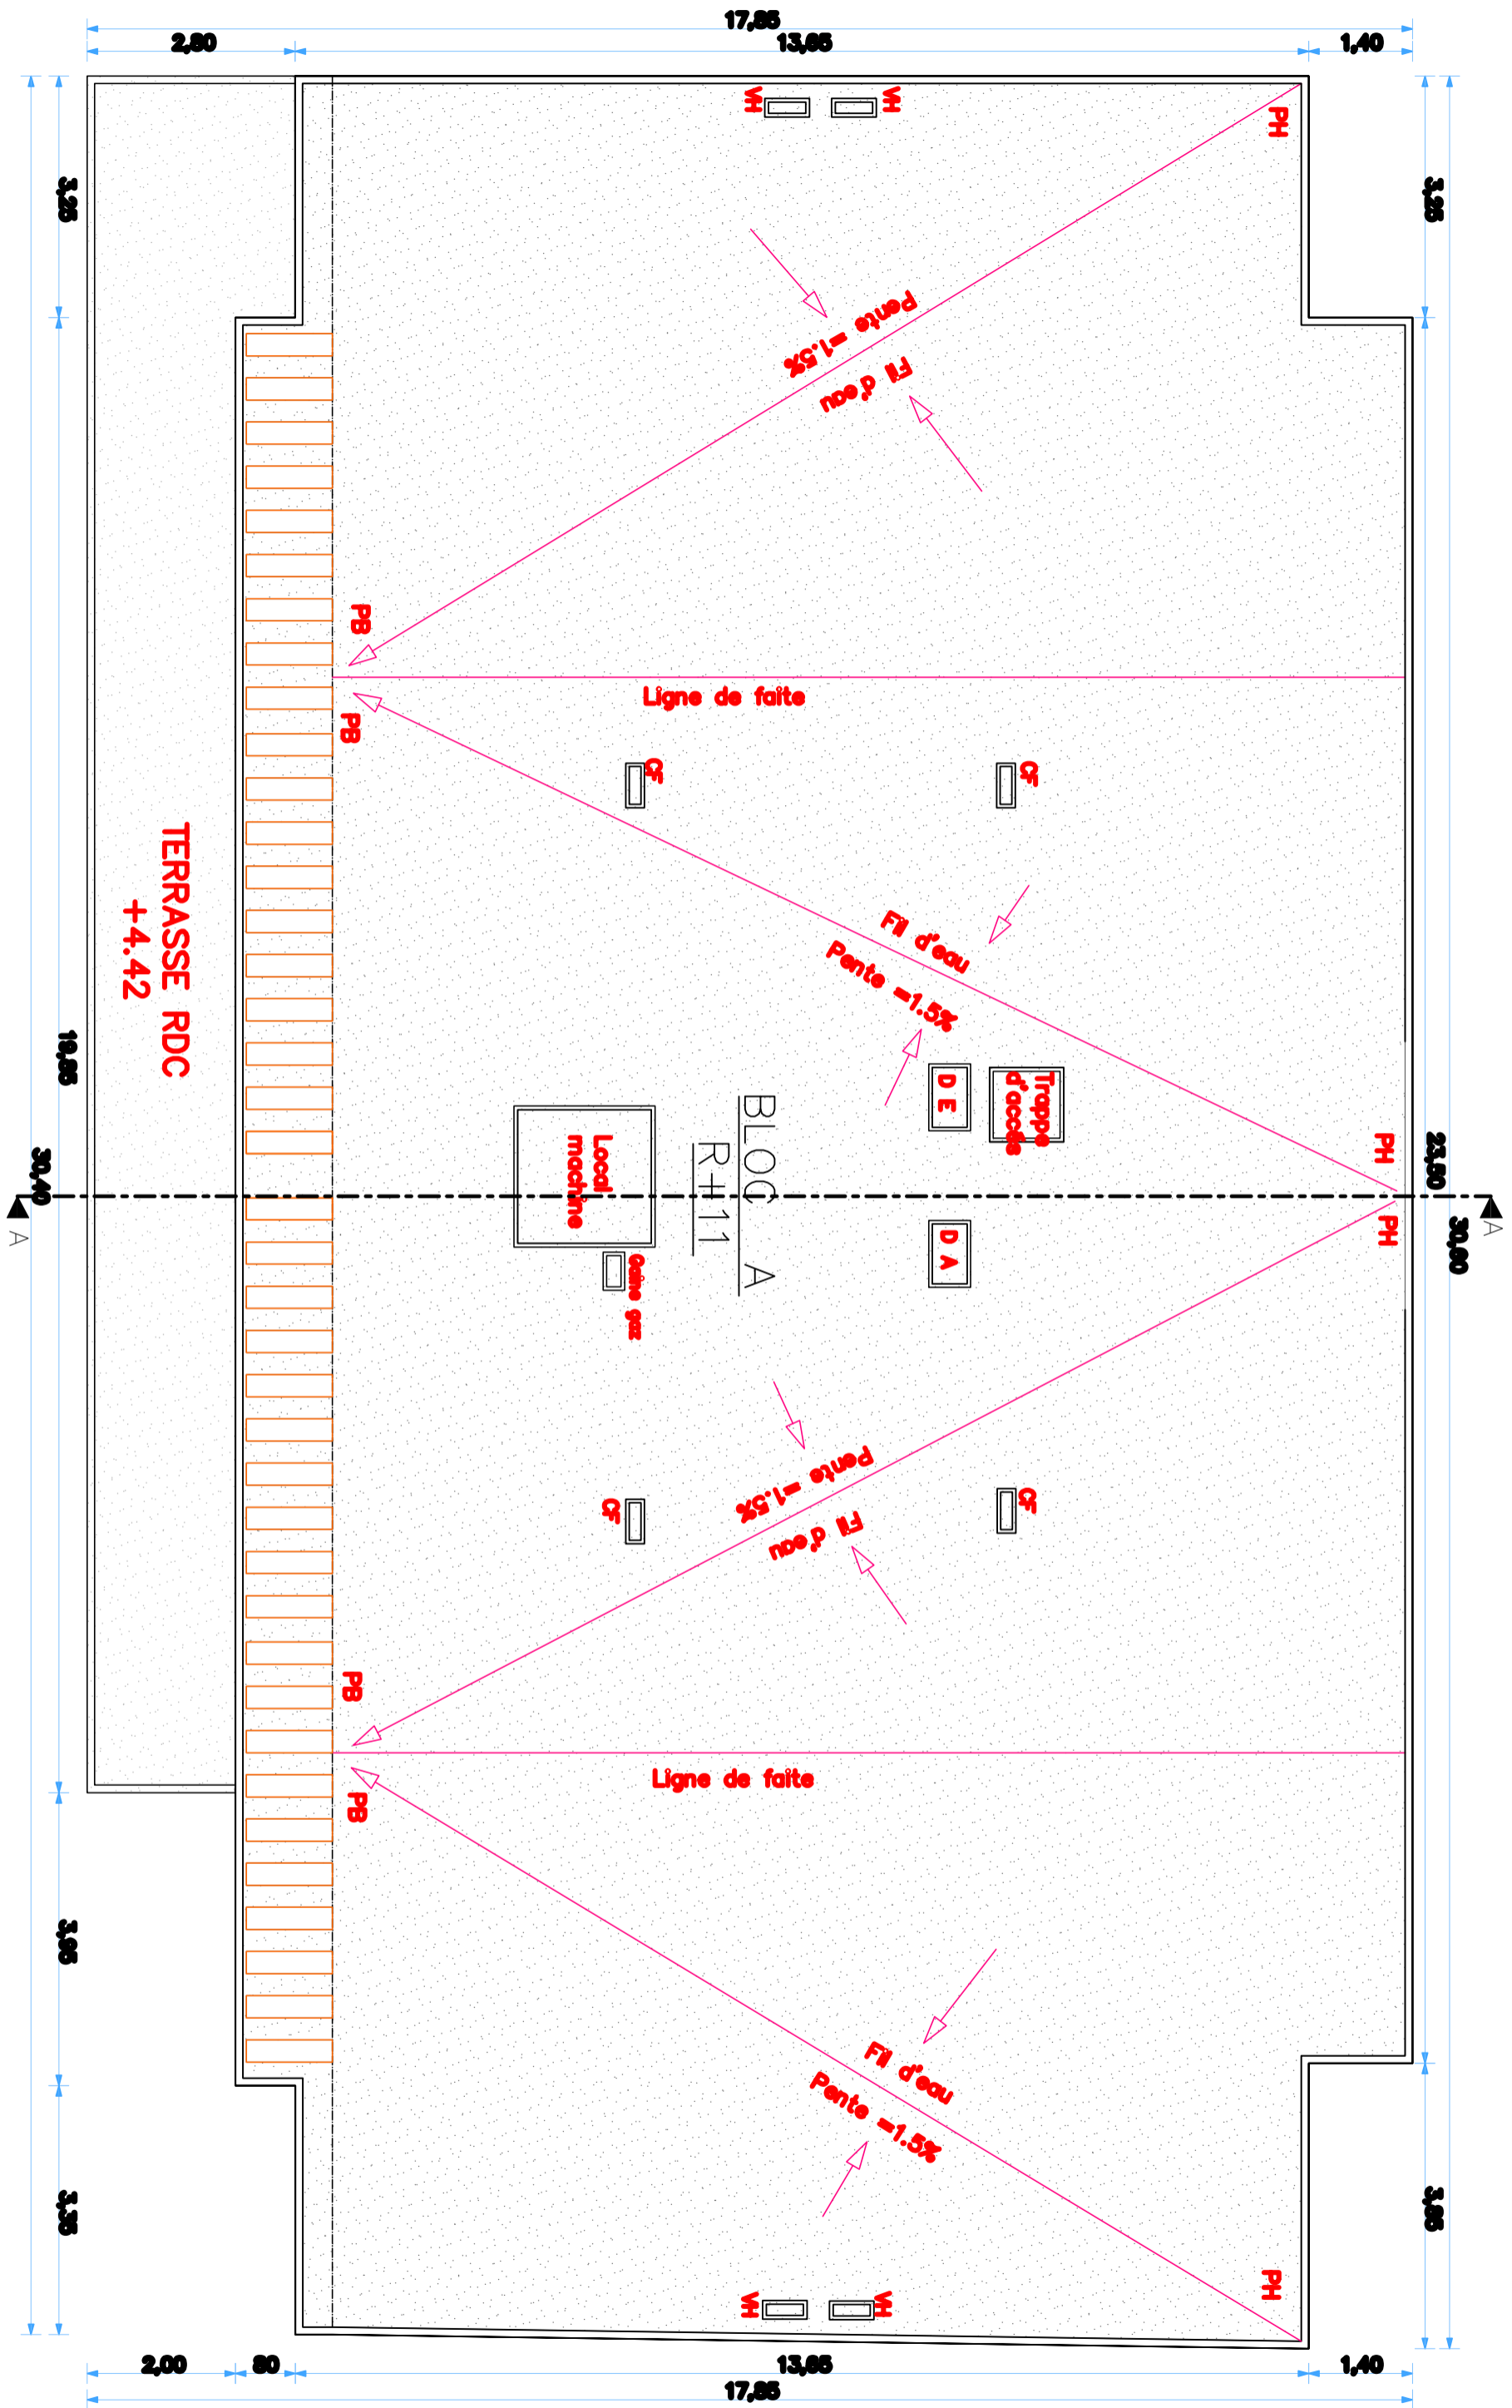 17,85
2,80
13,65
1,40
3,25
3,25
VH
VH
PH
Pente =1.5%
Fil d'eau
PB
Ligne de faite
PB
CF
CF
TERRASSE RDC
+4.42
Fil d'eau
Pente =1.5%
19,85
30,40
23,50
30,60
D E
Trappe
d'accés
PH
BLOC A
R+11
Local
machine
A
A
PH
D A
Gaine gaz
Pente =1.5%
Fil d'eau
CF
CF
PB
Ligne de faite
PB
3,95
Fil d'eau
Pente =1.5%
3,35
3,85
PH
VH
VH
2,00
80
13,65
1,40
17,85